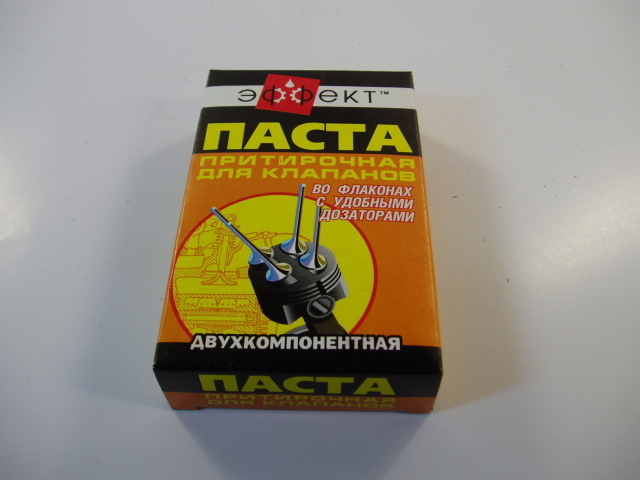 ЭФФЕКТ™
ПАСТА
ПРИТИРОЧНАЯ
ДЛЯ КЛАПАНОВ
ВО ФЛАКОНАХ
С УДОБНЫМИ
ДОЗАТОРАМИ
ДВУХКОМПОНЕНТНАЯ
ПАСТА
ПРИТИРОЧНАЯ
ДЛЯ КЛАПАНОВ